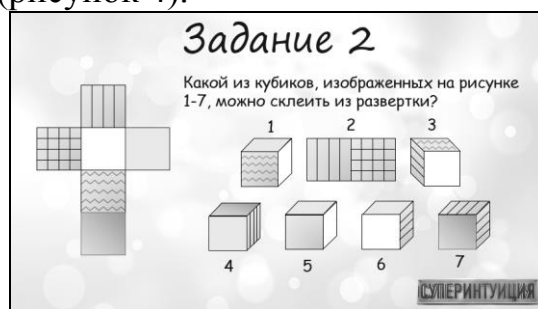 (рисунок 4).
Задание 2
Какой из кубиков, изображенных на рисунке
1-7, можно склеить из развертки?
1 2 3
4 5 6 7
СУПЕРИНТУИЦИЯ